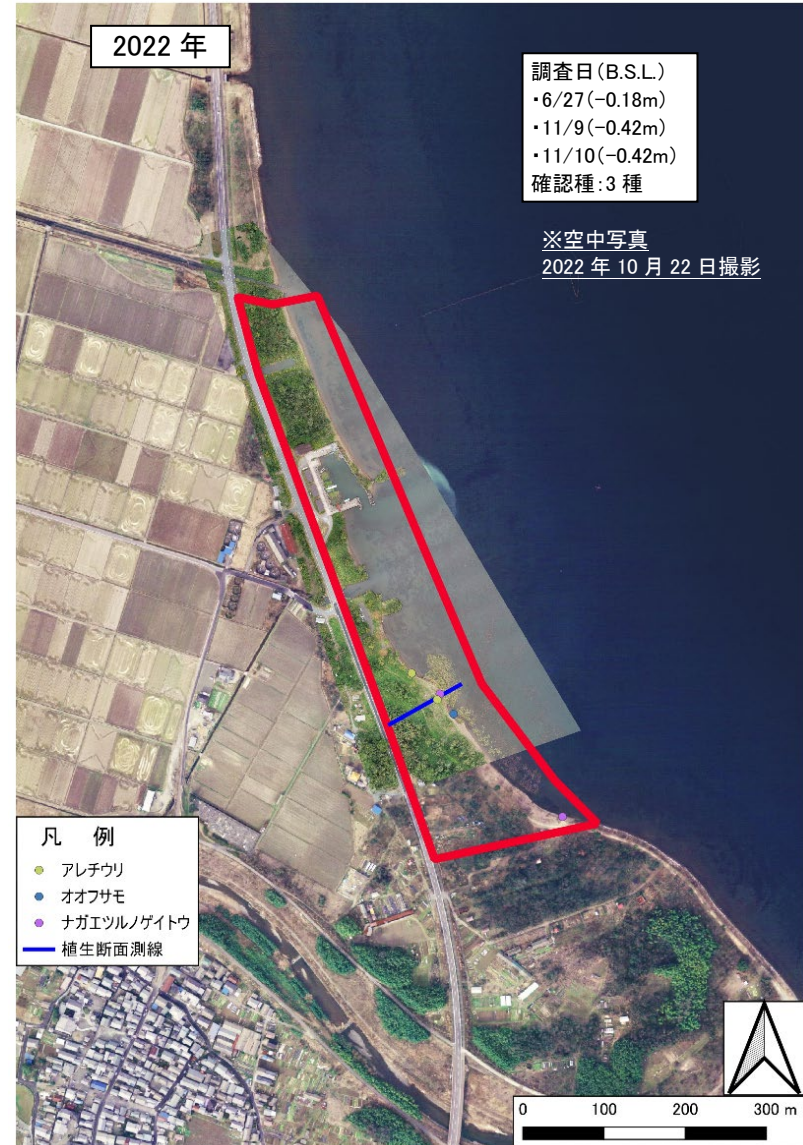 2022 年
調査日(B.S.L.)
・6/27(-0.18m)
・11/9(-0.42m)
・11/10(-0.42m)
確認種:3 種
※空中写真
2022 年 10 月 22 日撮影
凡 例
アレチウリ
オオフサモ
ナガエツルノゲイトウ
植生断面測線
0 100 200 300 m